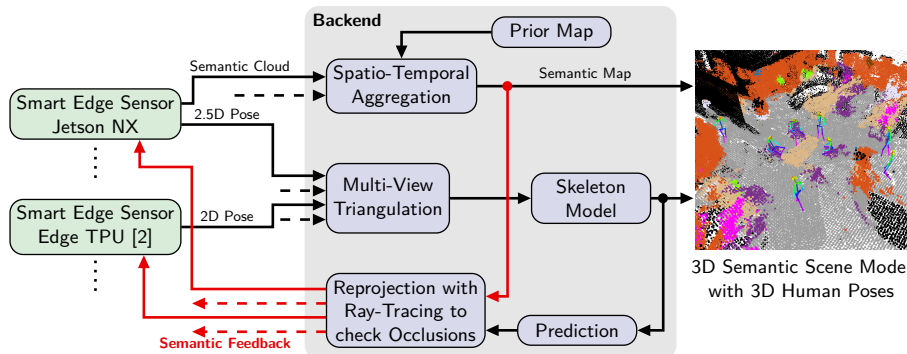 Backend
Prior Map
Semantic Cloud
Spatio-Temporal
Aggregation
Semantic Map
Smart Edge Sensor
Jetson NX
2.5D Pose
Multi-View
Triangulation
Skeleton
Model
Smart Edge Sensor
Edge TPU [2]
2D Pose
3D Semantic Scene Mode
with 3D Human Poses
Reprojection with
Ray-Tracing to
check Occlusions
Prediction
Semantic Feedback